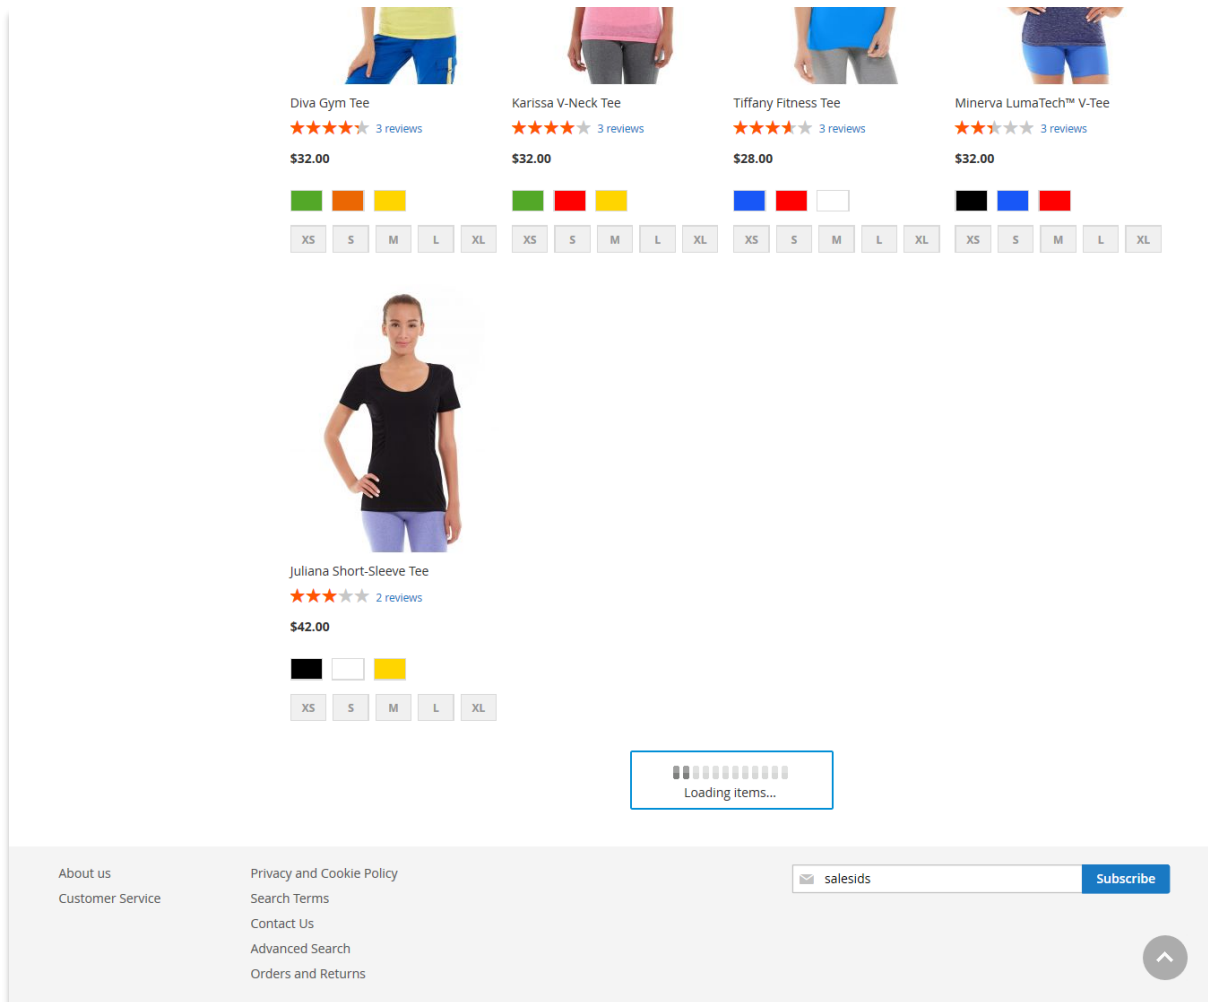 Diva Gym Tee
3 reviews
$32.00
XS S M L XL
Karissa V-Neck Tee
3 reviews
$32.00
XS S M L XL
Tiffany Fitness Tee
3 reviews
$28.00
XS S M L XL
Minerva LumaTech™ V-Tee
3 reviews
$32.00
XS S M L XL
Juliana Short-Sleeve Tee
2 reviews
$42.00
XS S M L XL
Loading items...
About us
Customer Service
Privacy and Cookie Policy
Search Terms
Contact Us
Advanced Search
Orders and Returns
salesids
Subscribe